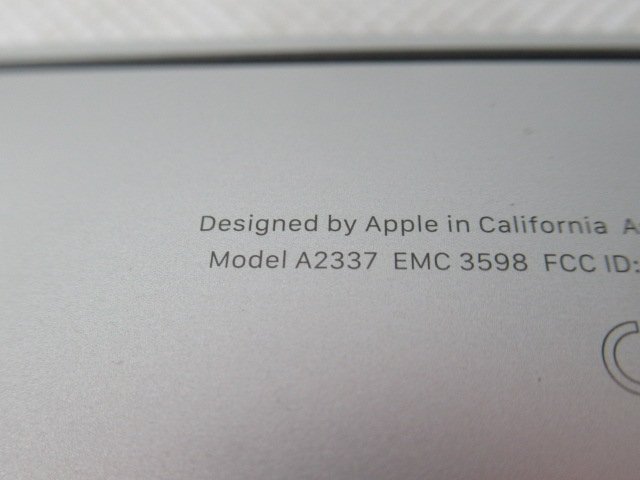 Designed by Apple in California A
Model A2337 EMC 3598 FCC ID: